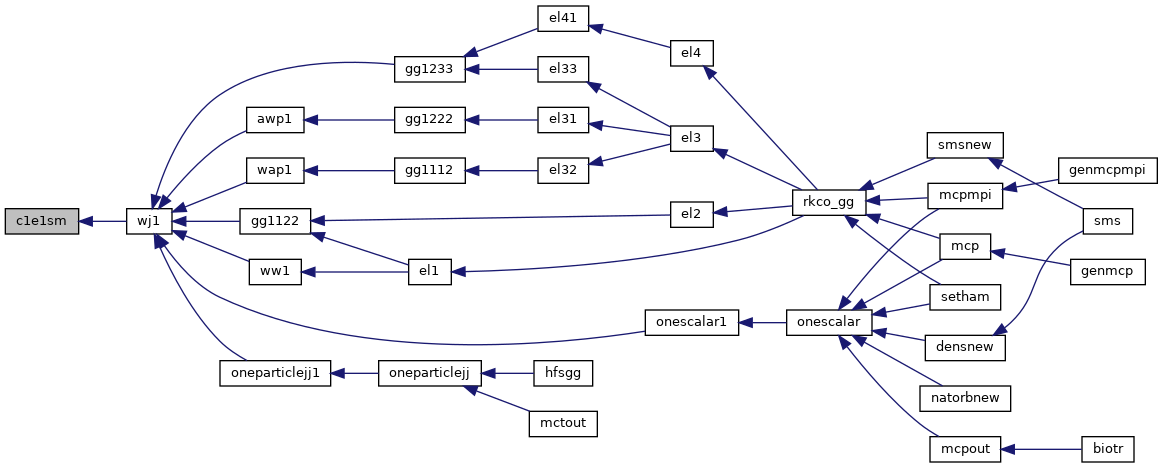 c1e1sm
wj1
gg1233
awp1
wap1
gg1122
ww1
oneparticlejj1
el41
el33
gg1222
el31
gg1112
el32
el1
oneparticlejj
hfsgg
mctout
el4
el3
el2
onescalar1
rkco_gg
onescalar
smsnew
mcpmpi
mcp
setham
densnew
natorbnew
mcpout
genmcpmpi
sms
genmcp
biotr